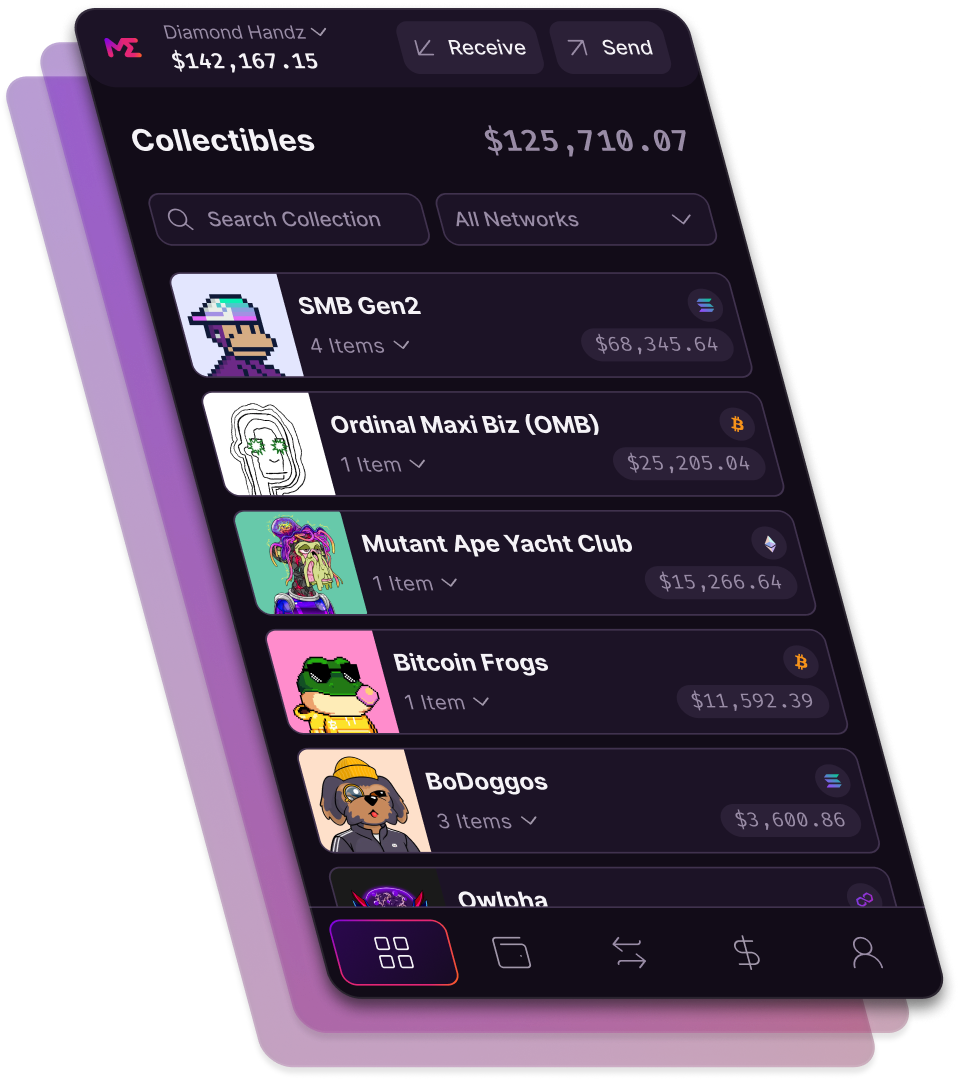 ME
Diamond Handz
$142,167.15
Receive
Send
Collectibles
$125,710.07
Search Collection
All Networks
SMB Gen2
4 Items
$68,345.64
Ordinal Maxi Biz (OMB)
1 Item
$25,205.04
Mutant Ape Yacht Club
1 Item
$15,266.64
Bitcoin Frogs
1 Item
$11,592.39
BoDoggos
3 Items
$3,600.86
Owlpha